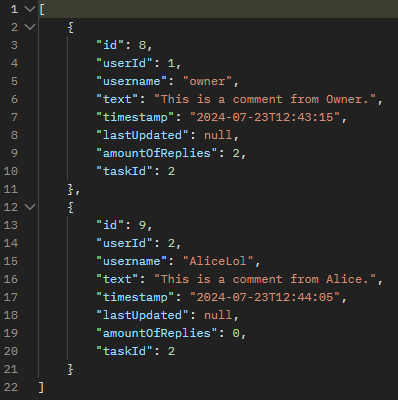 1 [
2 {
3 "id": 8,
4 "userId": 1,
5 "username": "owner",
6 "text": "This is a comment from Owner.",
7 "timestamp": "2024-07-23T12:43:15",
8 "lastUpdated": null,
9 "amountOfReplies": 2,
10 "taskId": 2
11 },
12 {
13 "id": 9,
14 "userId": 2,
15 "username": "AliceLol",
16 "text": "This is a comment from Alice.",
17 "timestamp": "2024-07-23T12:44:05",
18 "lastUpdated": null,
19 "amountOfReplies": 0,
20 "taskId": 2
21 }
22 ]